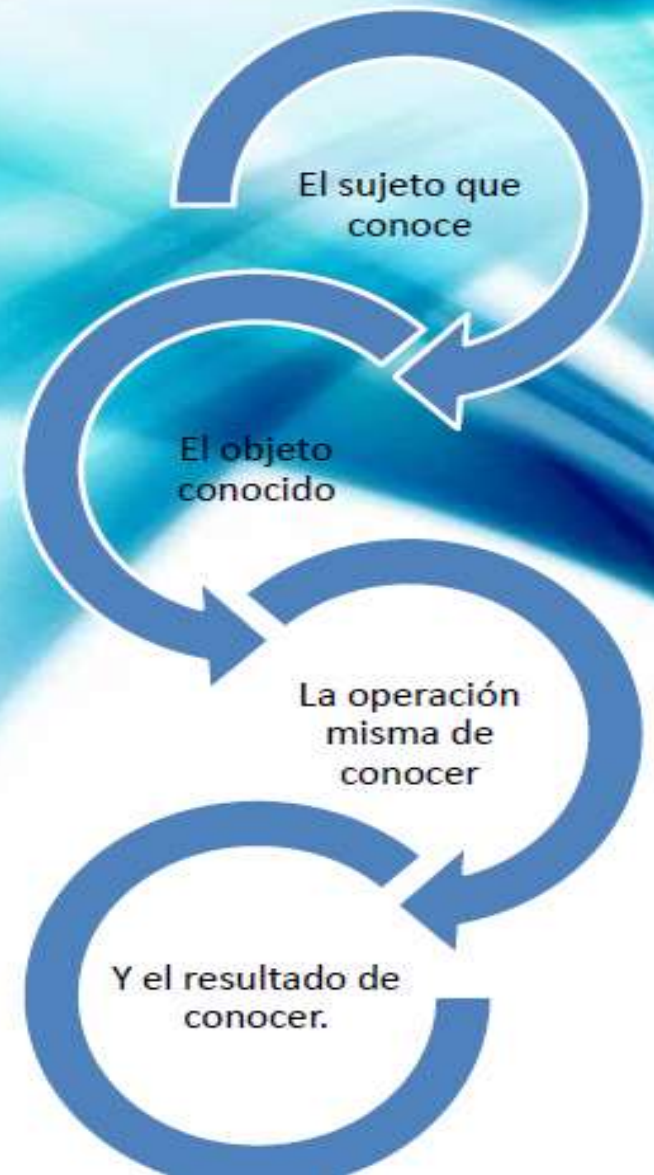 El sujeto que
conoce
El objeto
conocido
La operación
misma de
conocer
Y el resultado de
conocer.